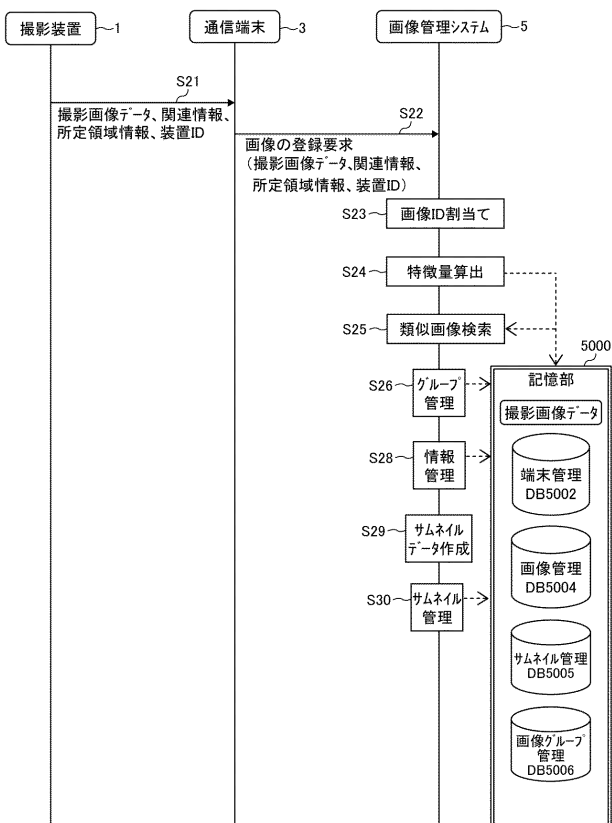 撮影装置
1
通信端末
3
画像管理システム
5
S21
撮影画像データ、関連情報、
所定領域情報、装置ID
S22
画像の登録要求
(撮影画像データ、関連情報、
所定領域情報、装置ID)
S23
画像ID割当て
S24
特徴量算出
S25
類似画像検索
5000
記憶部
撮影画像データ
S26
グループ
管理
S28
情報
管理
端末管理
DB5002
S29
サムネイル
データ作成
画像管理
DB5004
S30
サムネイル
管理
サムネイル管理
DB5005
画像グループ
管理
DB5006